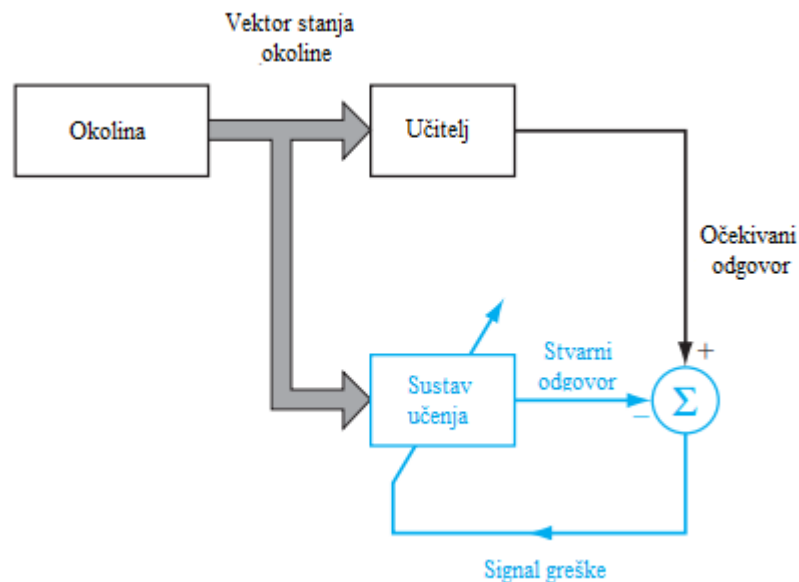 Vektor stanja
okoline
Okolina
Učitelj
Očekivani
odgovor
+
Stvarni
odgovor
Sustav
učenja
Σ
−
Signal greške